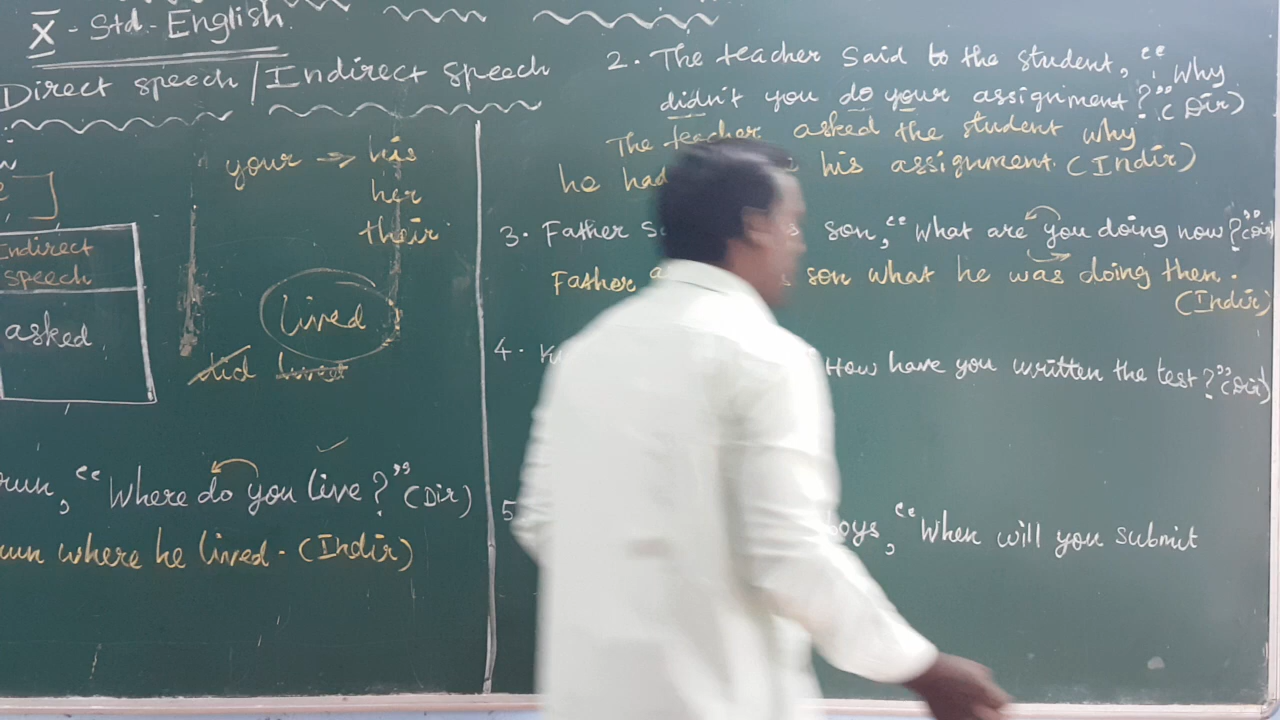 X - Std - English
Direct speech / Indirect speech
your → his
her
their
Indirect
speech
asked
lived
did
"Where do you live?" (Dir)
where he lived. (Indir)
2. The teacher said to the student, "Why
didn't you do your assignment?" (Dir)
The teacher asked the student why
he had his assignment. (Indir)
3. Father son, "What are you doing now?" (Dir)
Father son what he was doing then.
(Indir)
4. "How have you written the test?" (Dir)
5 boys, "When will you submit